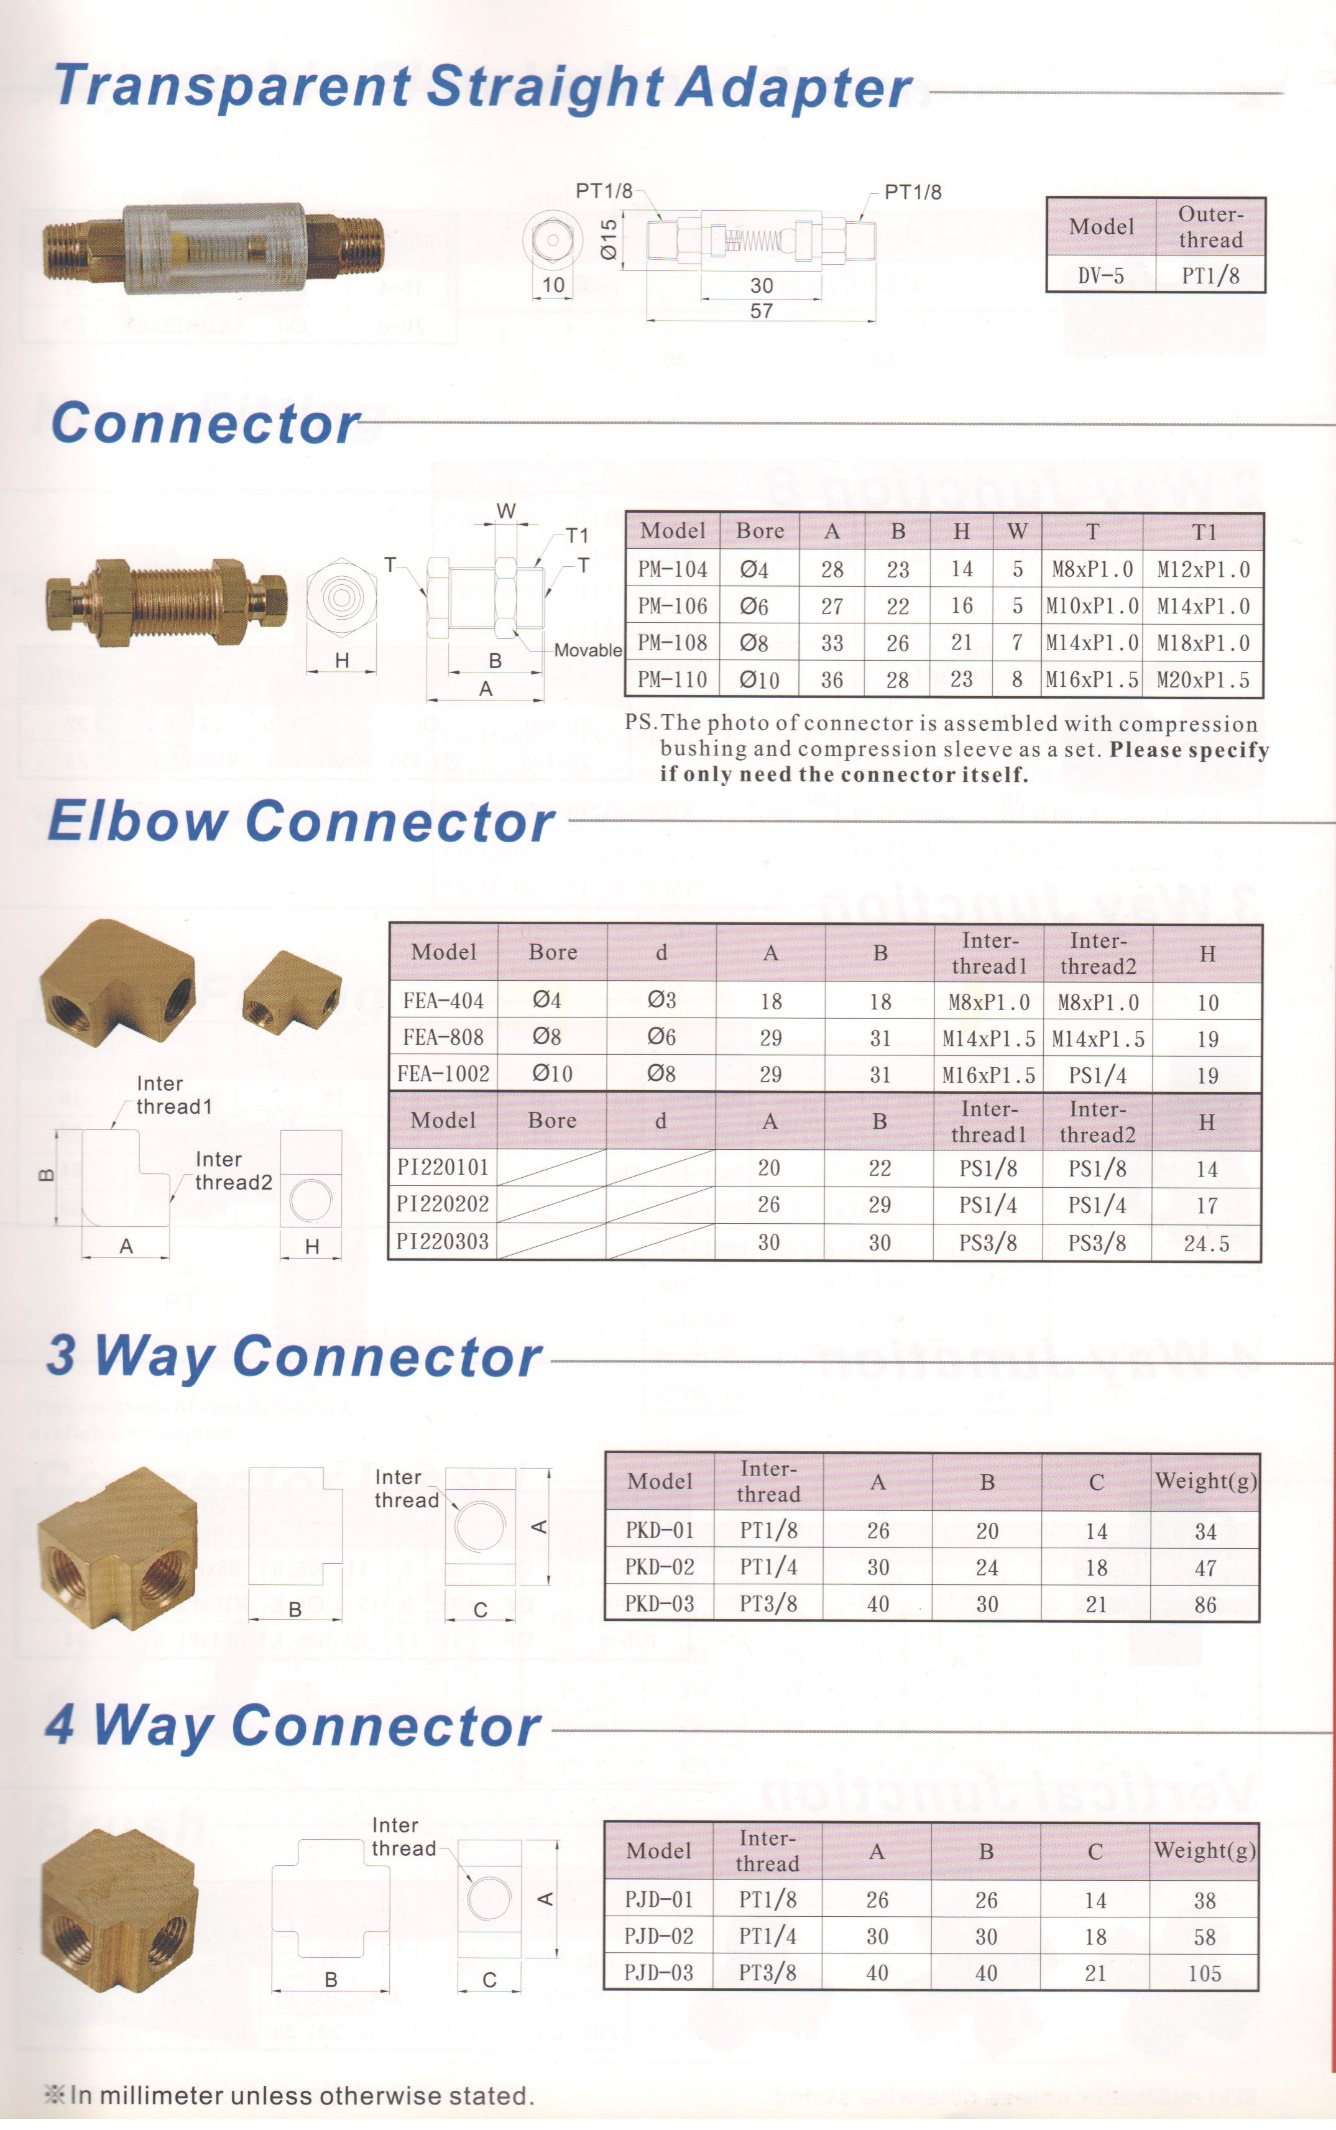 Transparent Straight Adapter
PT1/8 PT1/8
Ø15
10 30
57
Model Outer-thread
DV-5 PT1/8
Connector
W
T1
T T
Movable
H B
A
Model Bore A B H W T T1
PM-104 Ø4 28 23 14 5 M8xP1.0 M12xP1.0
PM-106 Ø6 27 22 16 5 M10xP1.0 M14xP1.0
PM-108 Ø8 33 26 21 7 M14xP1.0 M18xP1.0
PM-110 Ø10 36 28 23 8 M16xP1.5 M20xP1.5
PS.The photo of connector is assembled with compression
bushing and compression sleeve as a set. Please specify
if only need the connector itself.
Elbow Connector
Inter
thread1
Inter
thread2
B
A H
Model Bore d A B Inter-thread1 Inter-thread2 H
FEA-404 Ø4 Ø3 18 18 M8xP1.0 M8xP1.0 10
FEA-808 Ø8 Ø6 29 31 M14xP1.5 M14xP1.5 19
FEA-1002 Ø10 Ø8 29 31 M16xP1.5 PS1/4 19
Model Bore d A B Inter-thread1 Inter-thread2 H
PI220101 20 22 PS1/8 PS1/8 14
PI220202 26 29 PS1/4 PS1/4 17
PI220303 30 30 PS3/8 PS3/8 24.5
3 Way Connector
Inter
thread
A
B C
Model Inter-thread A B C Weight(g)
PKD-01 PT1/8 26 20 14 34
PKD-02 PT1/4 30 24 18 47
PKD-03 PT3/8 40 30 21 86
4 Way Connector
Inter
thread
A
B C
Model Inter-thread A B C Weight(g)
PJD-01 PT1/8 26 26 14 38
PJD-02 PT1/4 30 30 18 58
PJD-03 PT3/8 40 40 21 105
※In millimeter unless otherwise stated.